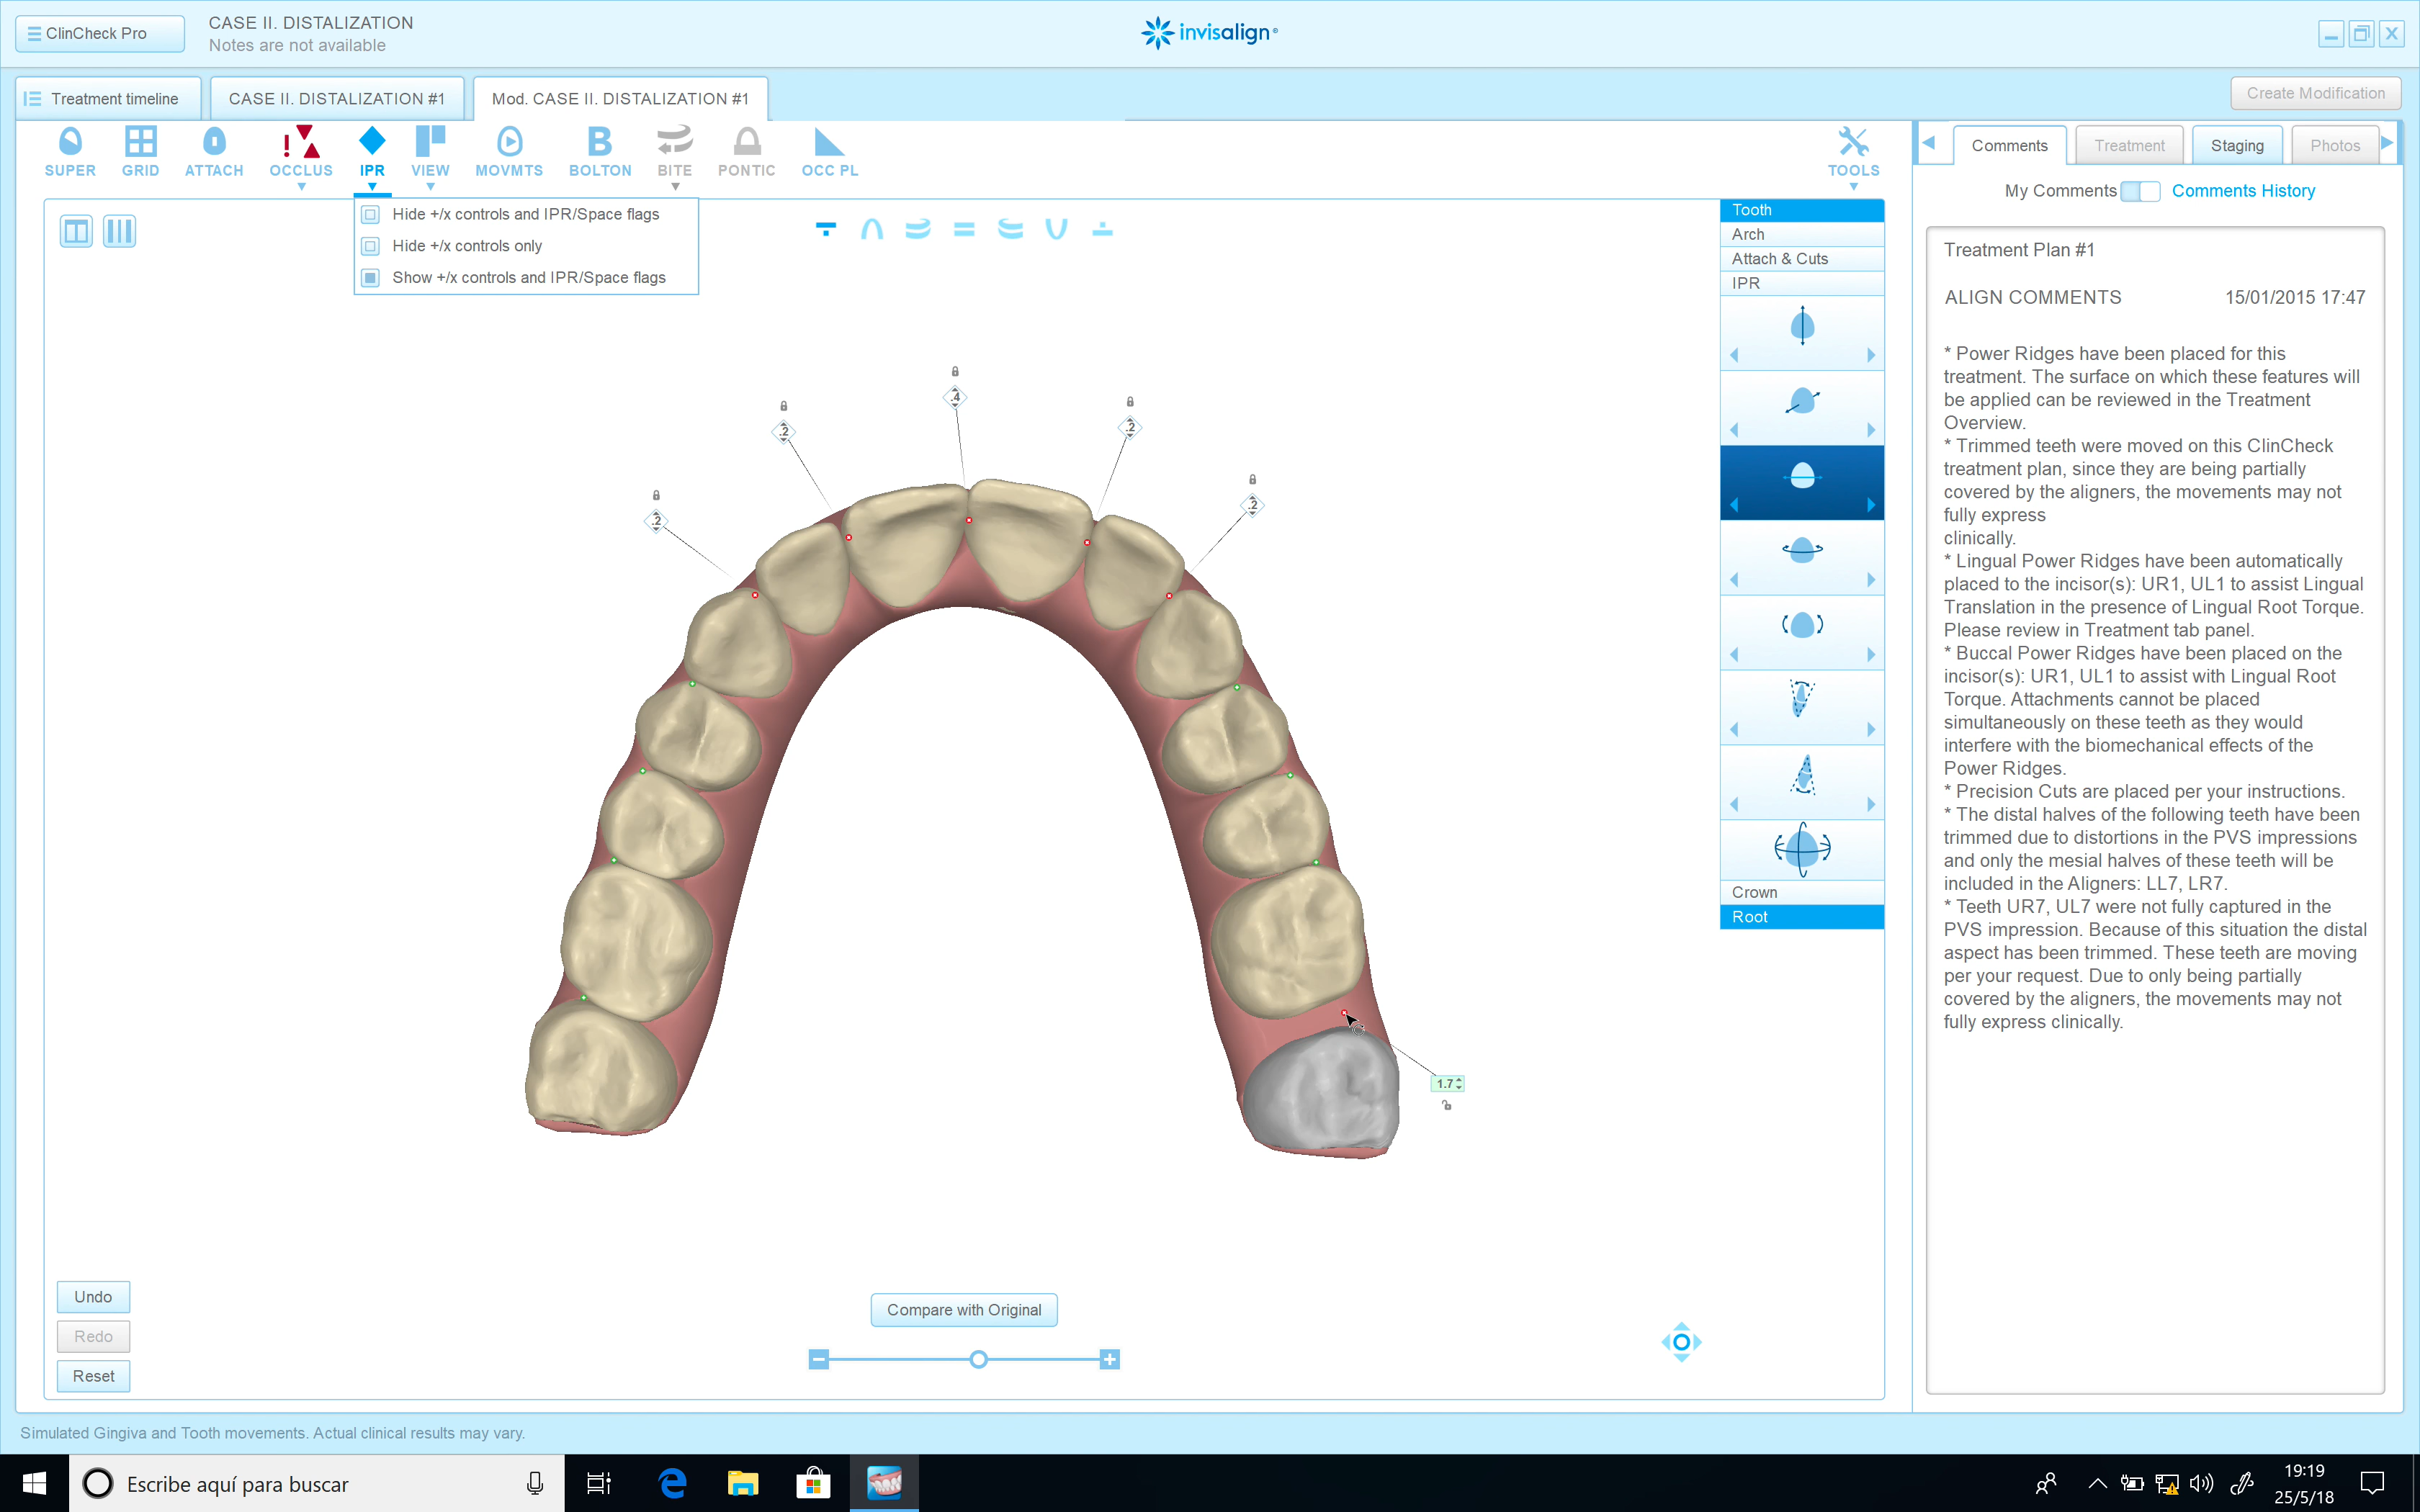 ClinCheck Pro
CASE II. DISTALIZATION
Notes are not available
invisalign®
Treatment timeline
CASE II. DISTALIZATION #1
Mod. CASE II. DISTALIZATION #1
Create Modification
SUPER
GRID
ATTACH
OCCLUS
IPR
VIEW
MOVMTS
B
BOLTON
BITE
PONTIC
OCC PL
TOOLS
Hide +/x controls and IPR/Space flags
Hide +/x controls only
Show +/x controls and IPR/Space flags
Tooth
Arch
Attach & Cuts
IPR
Crown
Root
.4
.2
.2
.2
.2
1.7
Undo
Redo
Reset
Compare with Original
Comments
Treatment
Staging
Photos
My Comments
Comments History
Treatment Plan #1
ALIGN COMMENTS 15/01/2015 17:47
* Power Ridges have been placed for this
treatment. The surface on which these features will
be applied can be reviewed in the Treatment
Overview.
* Trimmed teeth were moved on this ClinCheck
treatment plan, since they are being partially
covered by the aligners, the movements may not
fully express
clinically.
* Lingual Power Ridges have been automatically
placed to the incisor(s): UR1, UL1 to assist Lingual
Translation in the presence of Lingual Root Torque.
Please review in Treatment tab panel.
* Buccal Power Ridges have been placed on the
incisor(s): UR1, UL1 to assist with Lingual Root
Torque. Attachments cannot be placed
simultaneously on these teeth as they would
interfere with the biomechanical effects of the
Power Ridges.
* Precision Cuts are placed per your instructions.
* The distal halves of the following teeth have been
trimmed due to distortions in the PVS impressions
and only the mesial halves of these teeth will be
included in the Aligners: LL7, LR7.
* Teeth UR7, UL7 were not fully captured in the
PVS impression. Because of this situation the distal
aspect has been trimmed. These teeth are moving
per your request. Due to only being partially
covered by the aligners, the movements may not
fully express clinically.
Simulated Gingiva and Tooth movements. Actual clinical results may vary.
Escribe aquí para buscar
19:19
25/5/18